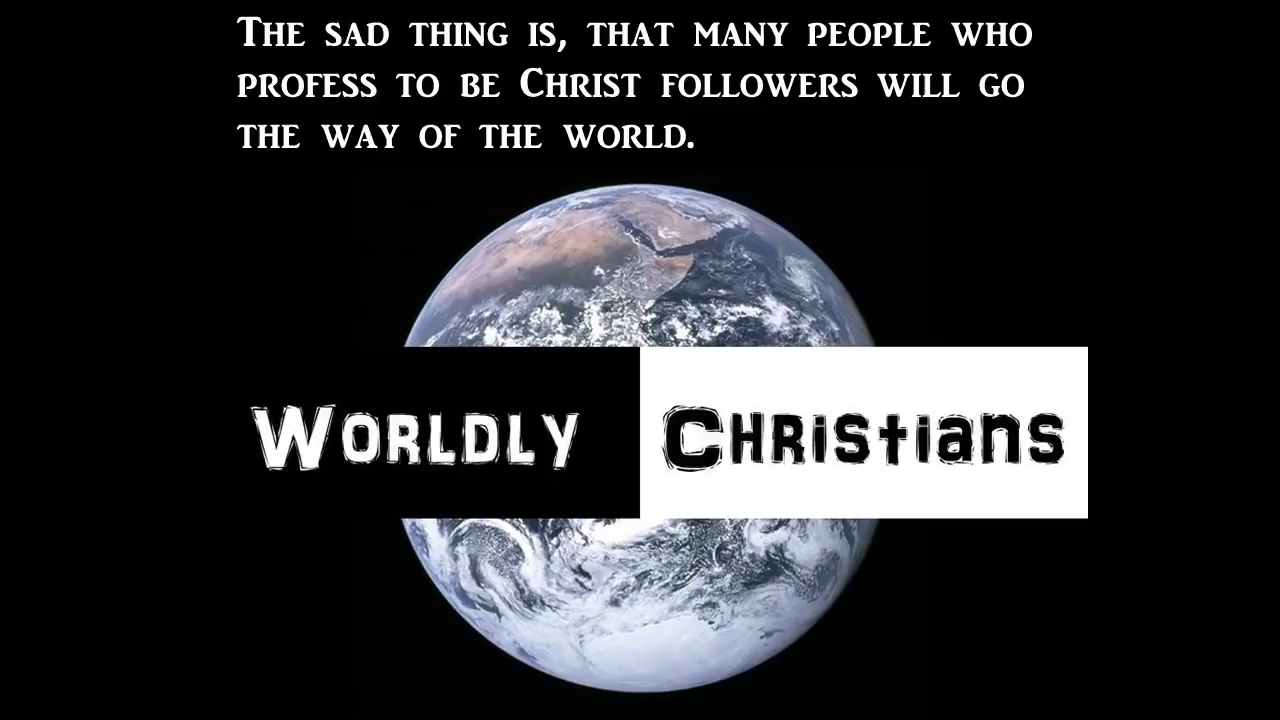 The sad thing is, that many people who
profess to be Christ followers will go
the way of the world.
Worldly Christians